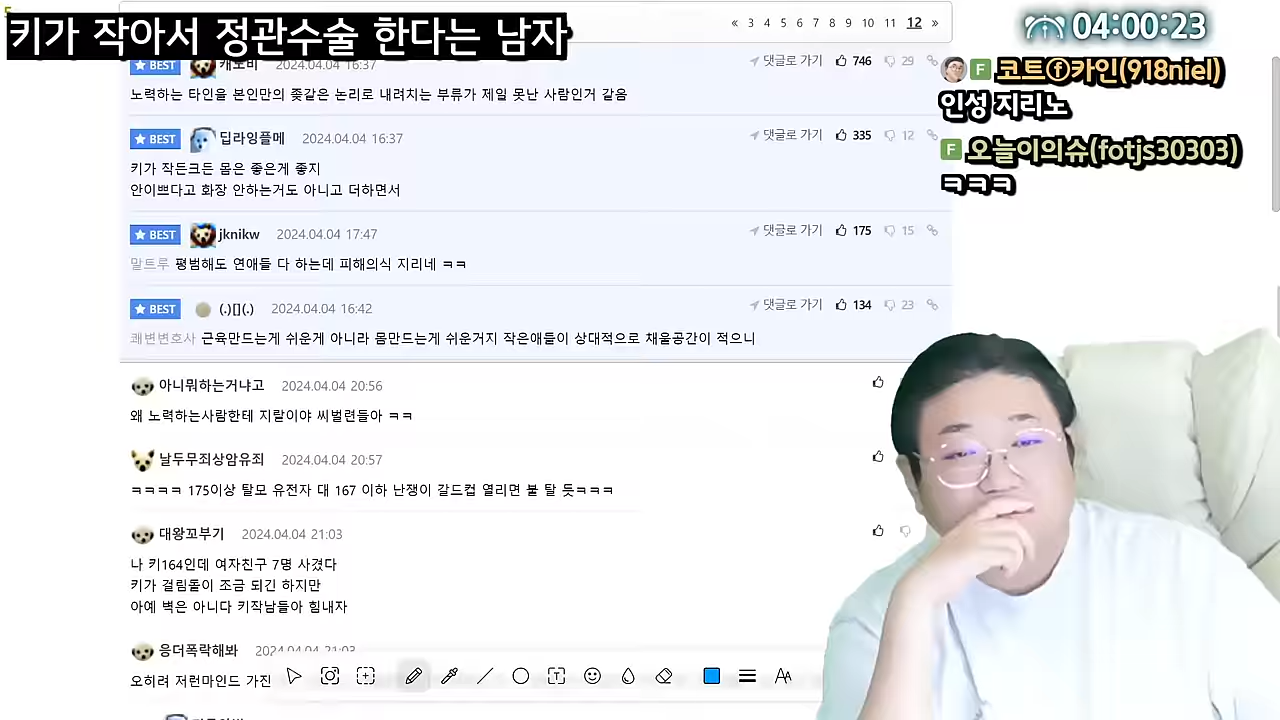 키가 작아서 정관수술 한다는 남자
« 3 4 5 6 7 8 9 10 11 12 »
04:00:23
BEST 캐노비 2024.04.04 16:37 댓글로 가기 746 29
노력하는 타인을 본인만의 좆같은 논리로 내려치는 부류가 제일 못난 사람인거 같음
BEST 딥라잉플메 2024.04.04 16:37 댓글로 가기 335 12
키가 작든크든 몸은 좋은게 좋지
안이쁘다고 화장 안하는거도 아니고 더하면서
BEST jknikw 2024.04.04 17:47 댓글로 가기 175 15
말트루 평범해도 연애들 다 하는데 피해의식 지리네 ㅋㅋ
BEST (.)[](.) 2024.04.04 16:42 댓글로 가기 134 23
쾌변변호사 근육만드는게 쉬운게 아니라 몸만드는게 쉬운거지 작은애들이 상대적으로 채울공간이 적으니
아니뭐하는거냐고 2024.04.04 20:56
왜 노력하는사람한테 지랄이야 씨벌련들아 ㅋㅋ
날두무죄상암유죄 2024.04.04 20:57
ㅋㅋㅋㅋ 175이상 탈모 유전자 대 167 이하 난쟁이 갈드컵 열리면 불 탈 듯ㅋㅋㅋ
대왕꼬부기 2024.04.04 21:03
나 키164인데 여자친구 7명 사겼다
키가 걸림돌이 조금 되긴 하지만
아예 벽은 아니다 키작남들아 힘내자
응더폭락해봐 2024.04.04 21:03
오히려 저런마인드 가진
F 코트ⓕ카인(918niel)
인성 지리노
F 오늘이의슈(fotjs30303)
ㅋㅋㅋ